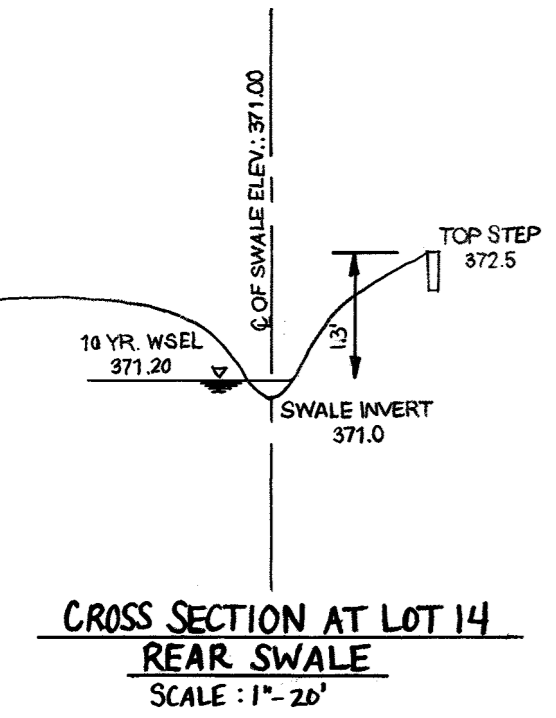 ℄ OF SWALE ELEV.: 371.00
TOP STEP
372.5
10 YR. WSEL
371.20
1.3'
SWALE INVERT
371.0
CROSS SECTION AT LOT 14
REAR SWALE
SCALE : 1"-20'